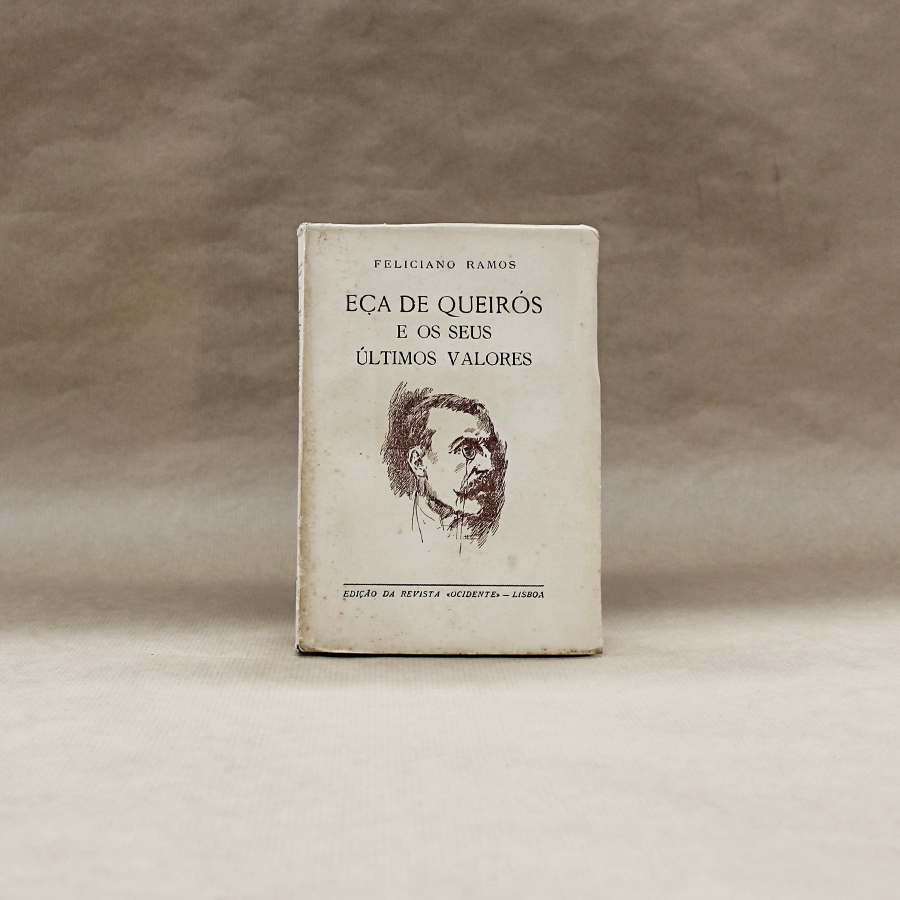 FELICIANO RAMOS
EÇA DE QUEIRÓS
E OS SEUS
ÚLTIMOS VALORES
EDIÇÃO DA REVISTA «OCIDENTE» — LISBOA